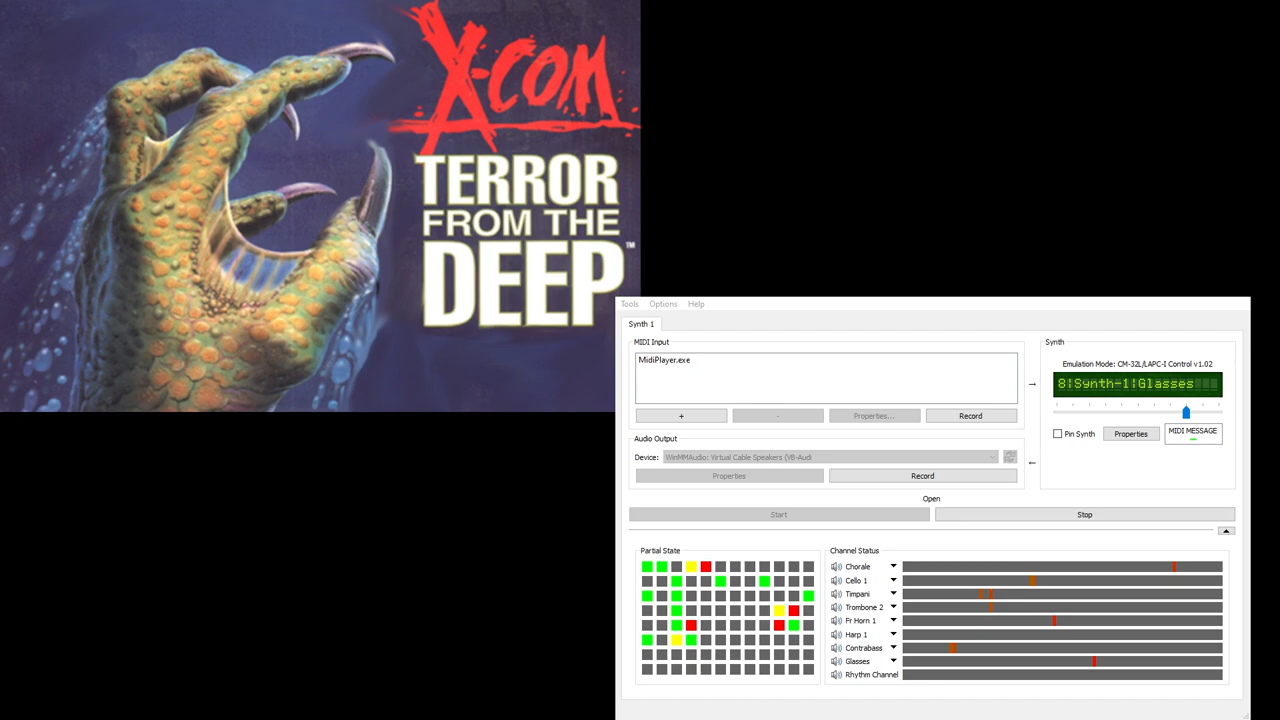 X-COM
TERROR
FROM THE
DEEP™
Tools Options Help
Synth 1
MIDI Input
MidiPlayer.exe
+ - Properties... Record
Synth
Emulation Mode: CM-32L/LAPC-I Control v1.02
8|Synth-1|Glasses
Pin Synth Properties MIDI MESSAGE
Audio Output
Device: WinMMAudio: Virtual Cable Speakers (VB-Audi
Properties Record
Open
Start Stop
Partial State
Channel Status
Chorale
Cello 1
Timpani
Trombone 2
Fr Horn 1
Harp 1
Contrabass
Glasses
Rhythm Channel